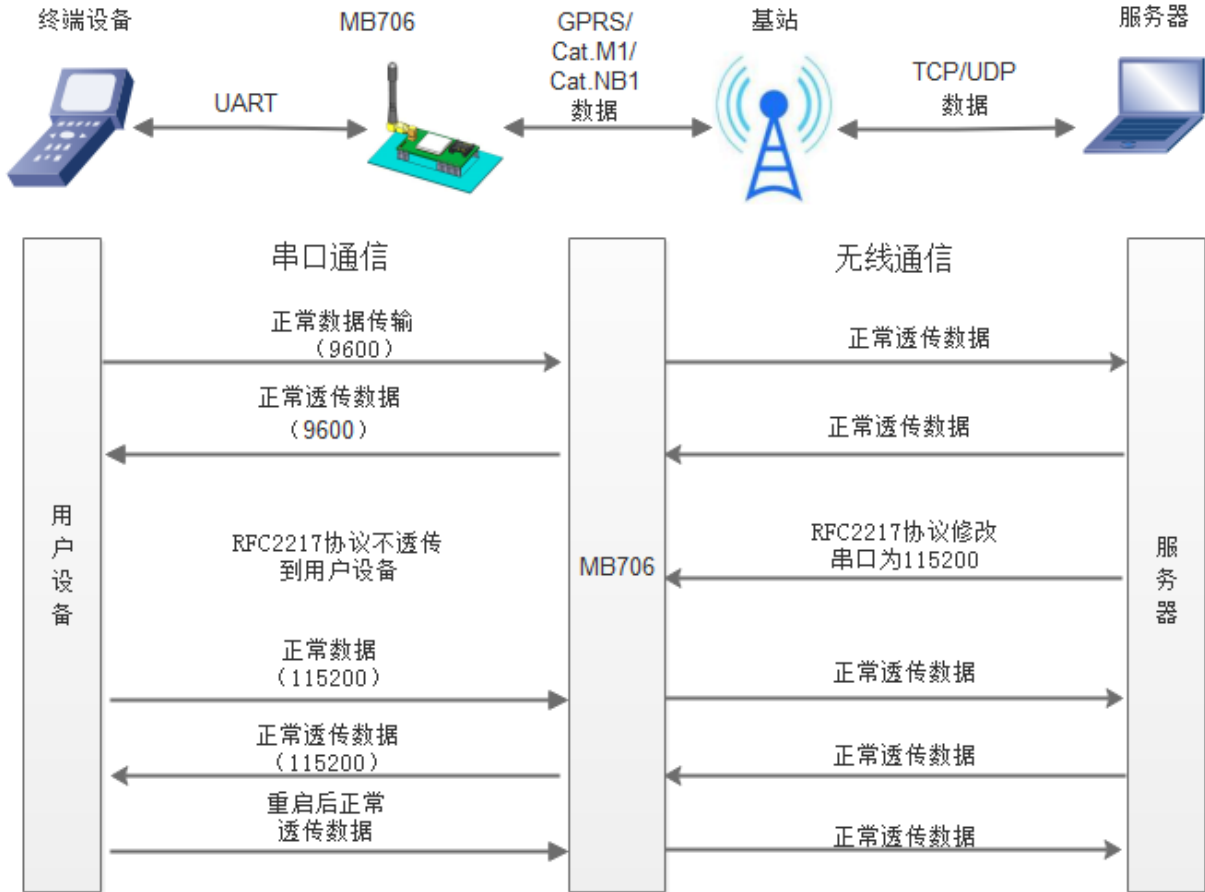 终端设备
MB706
GPRS/
Cat.M1/
Cat.NB1
数据
基站
服务器
UART
TCP/UDP
数据
串口通信
无线通信
正常数据传输
（9600）
正常透传数据
正常透传数据
（9600）
正常透传数据
用户设备
RFC2217协议不透传
到用户设备
MB706
RFC2217协议修改
串口为115200
服务器
正常数据
（115200）
正常透传数据
正常透传数据
（115200）
正常透传数据
重启后正常
透传数据
正常透传数据